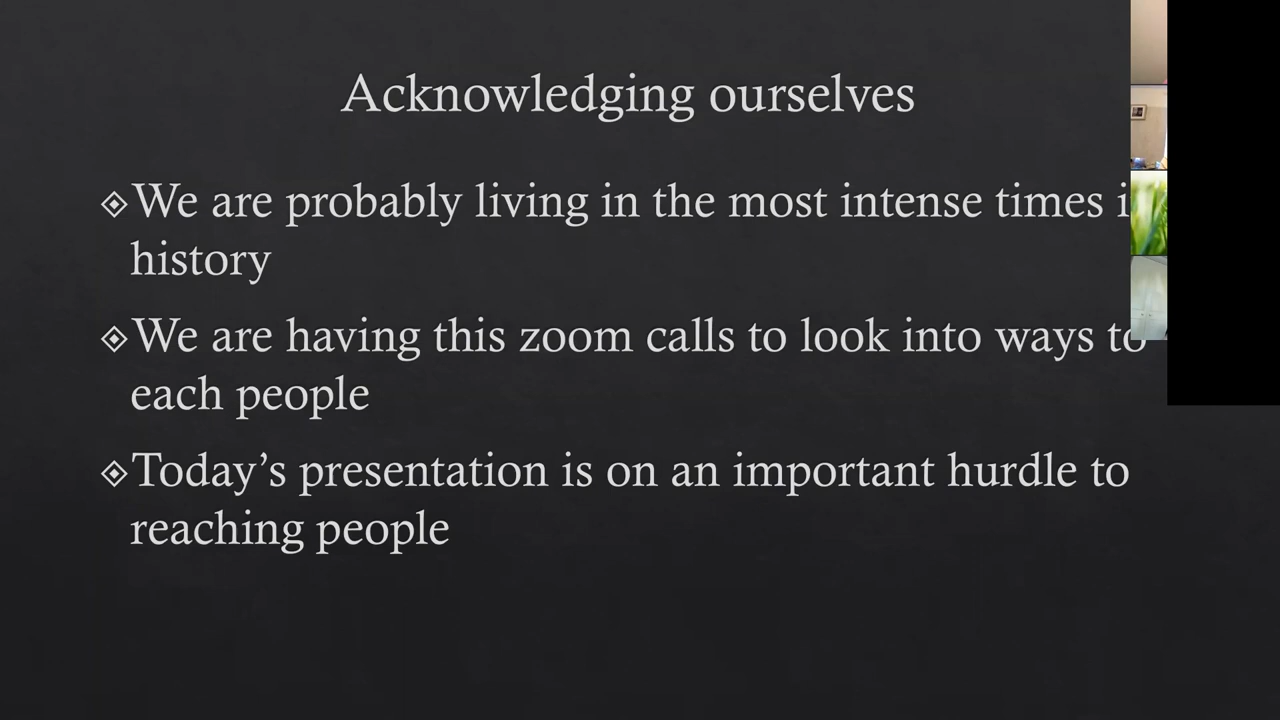 Acknowledging ourselves
We are probably living in the most intense times
history
We are having this zoom calls to look into ways to
each people
Today’s presentation is on an important hurdle to
reaching people